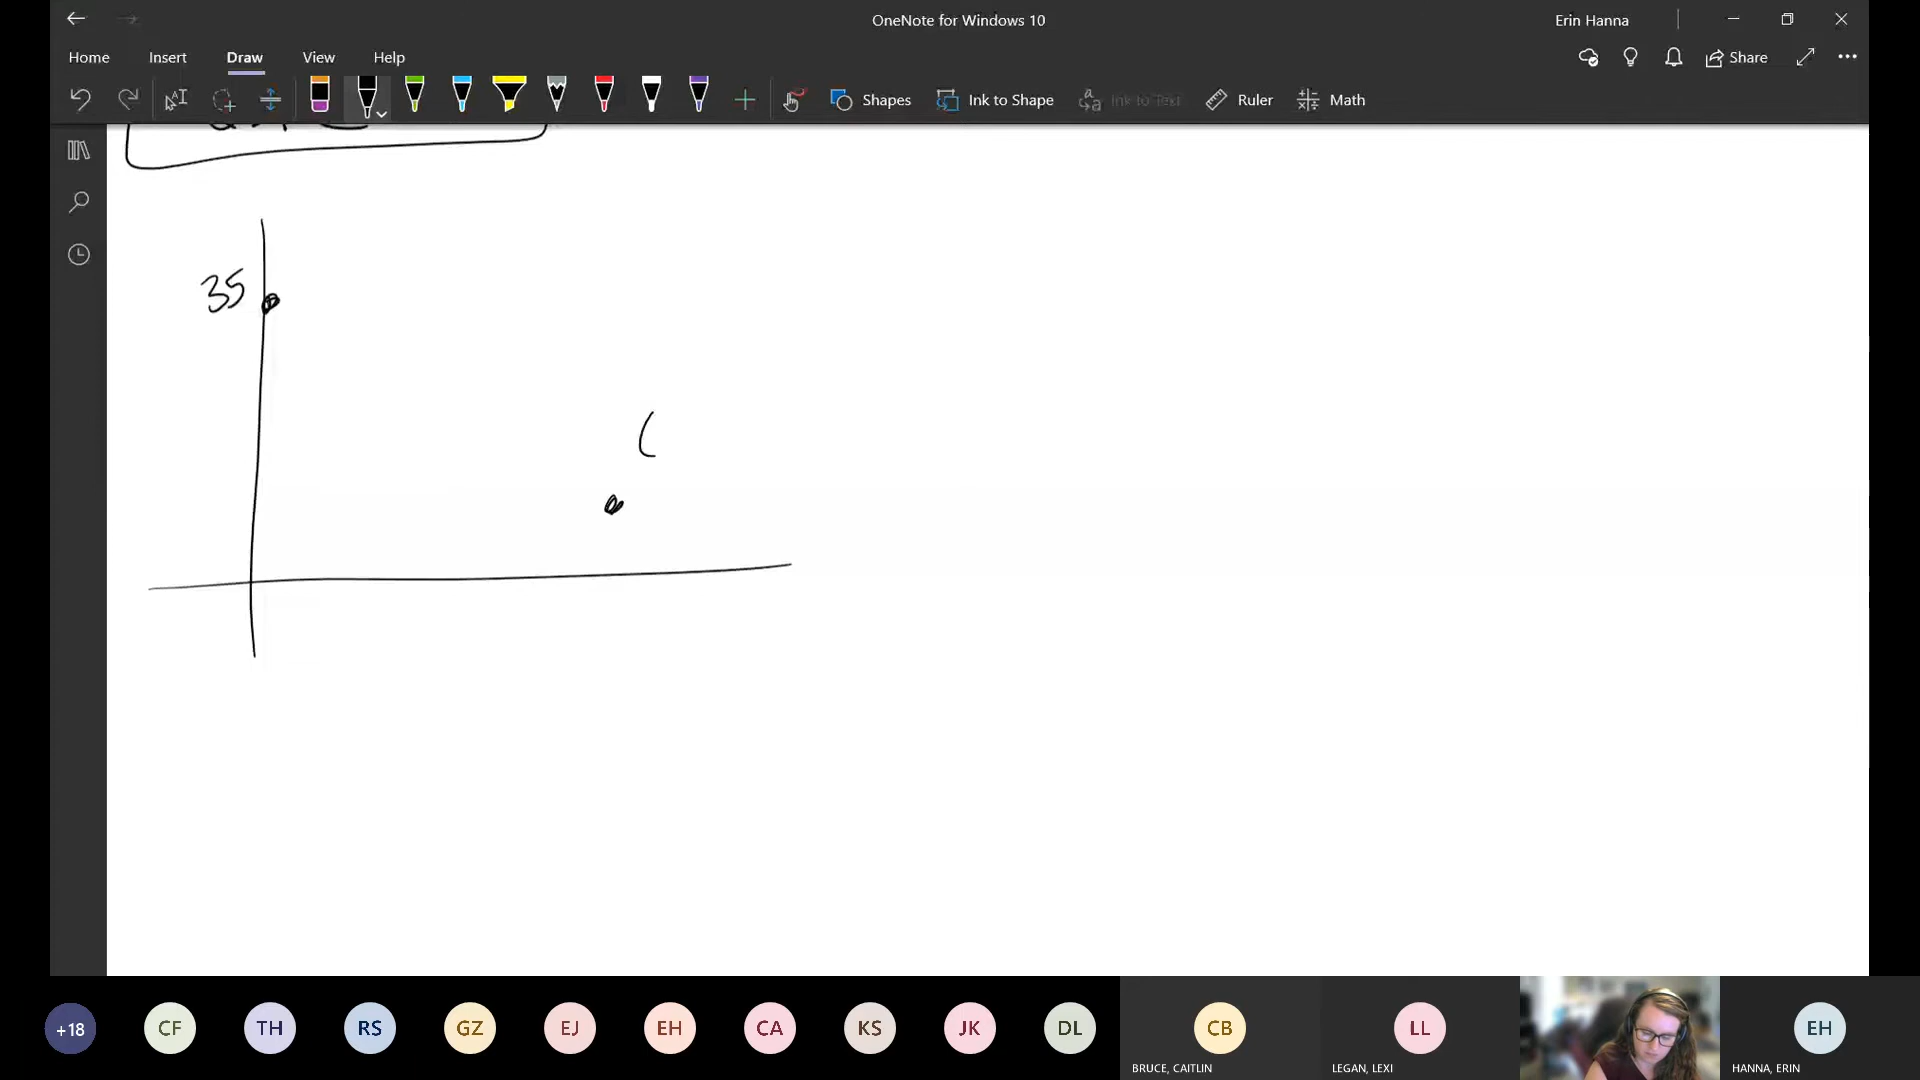 OneNote for Windows 10
Erin Hanna
Home Insert Draw View Help
Share
Shapes
Ink to Shape
Ink to Text
Ruler
Math
35
(
+18
CF
TH
RS
GZ
EJ
EH
CA
KS
JK
DL
CB
BRUCE, CAITLIN
LL
LEGAN, LEXI
EH
HANNA, ERIN